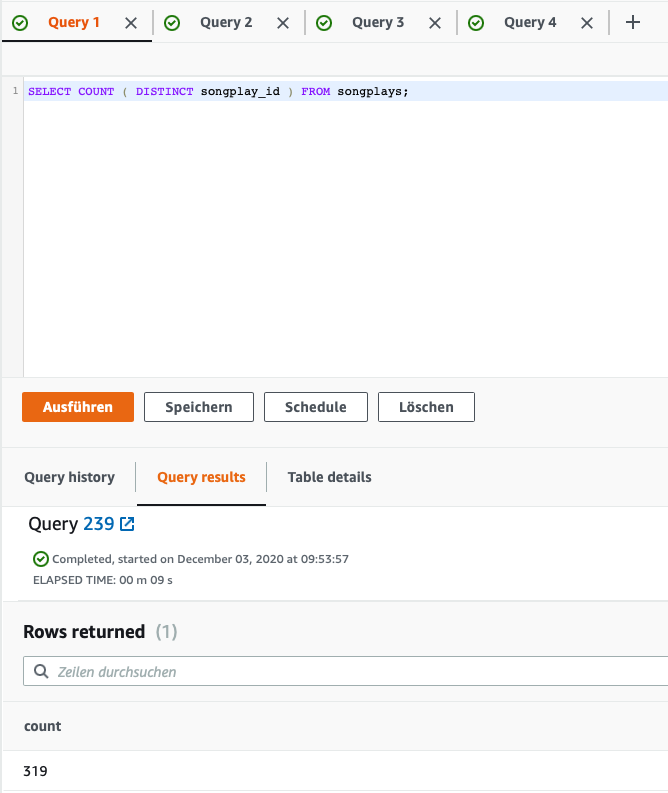 Query 1 Query 2 Query 3 Query 4
1 SELECT COUNT ( DISTINCT songplay_id ) FROM songplays;
Ausführen Speichern Schedule Löschen
Query history Query results Table details
Query 239
Completed, started on December 03, 2020 at 09:53:57
ELAPSED TIME: 00 m 09 s
Rows returned (1)
Zeilen durchsuchen
count
319